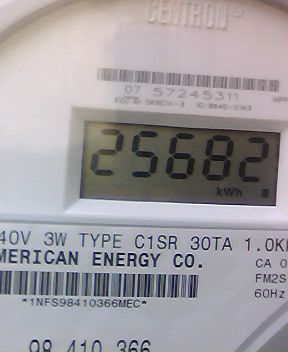 CENTRON®
07 57245311
25682
kWh
40V 3W TYPE C1SR 30TA 1.0K
MERICAN ENERGY CO.
CA 0
FM2S
60Hz
*1NFS98410366MEC*
98 410 366